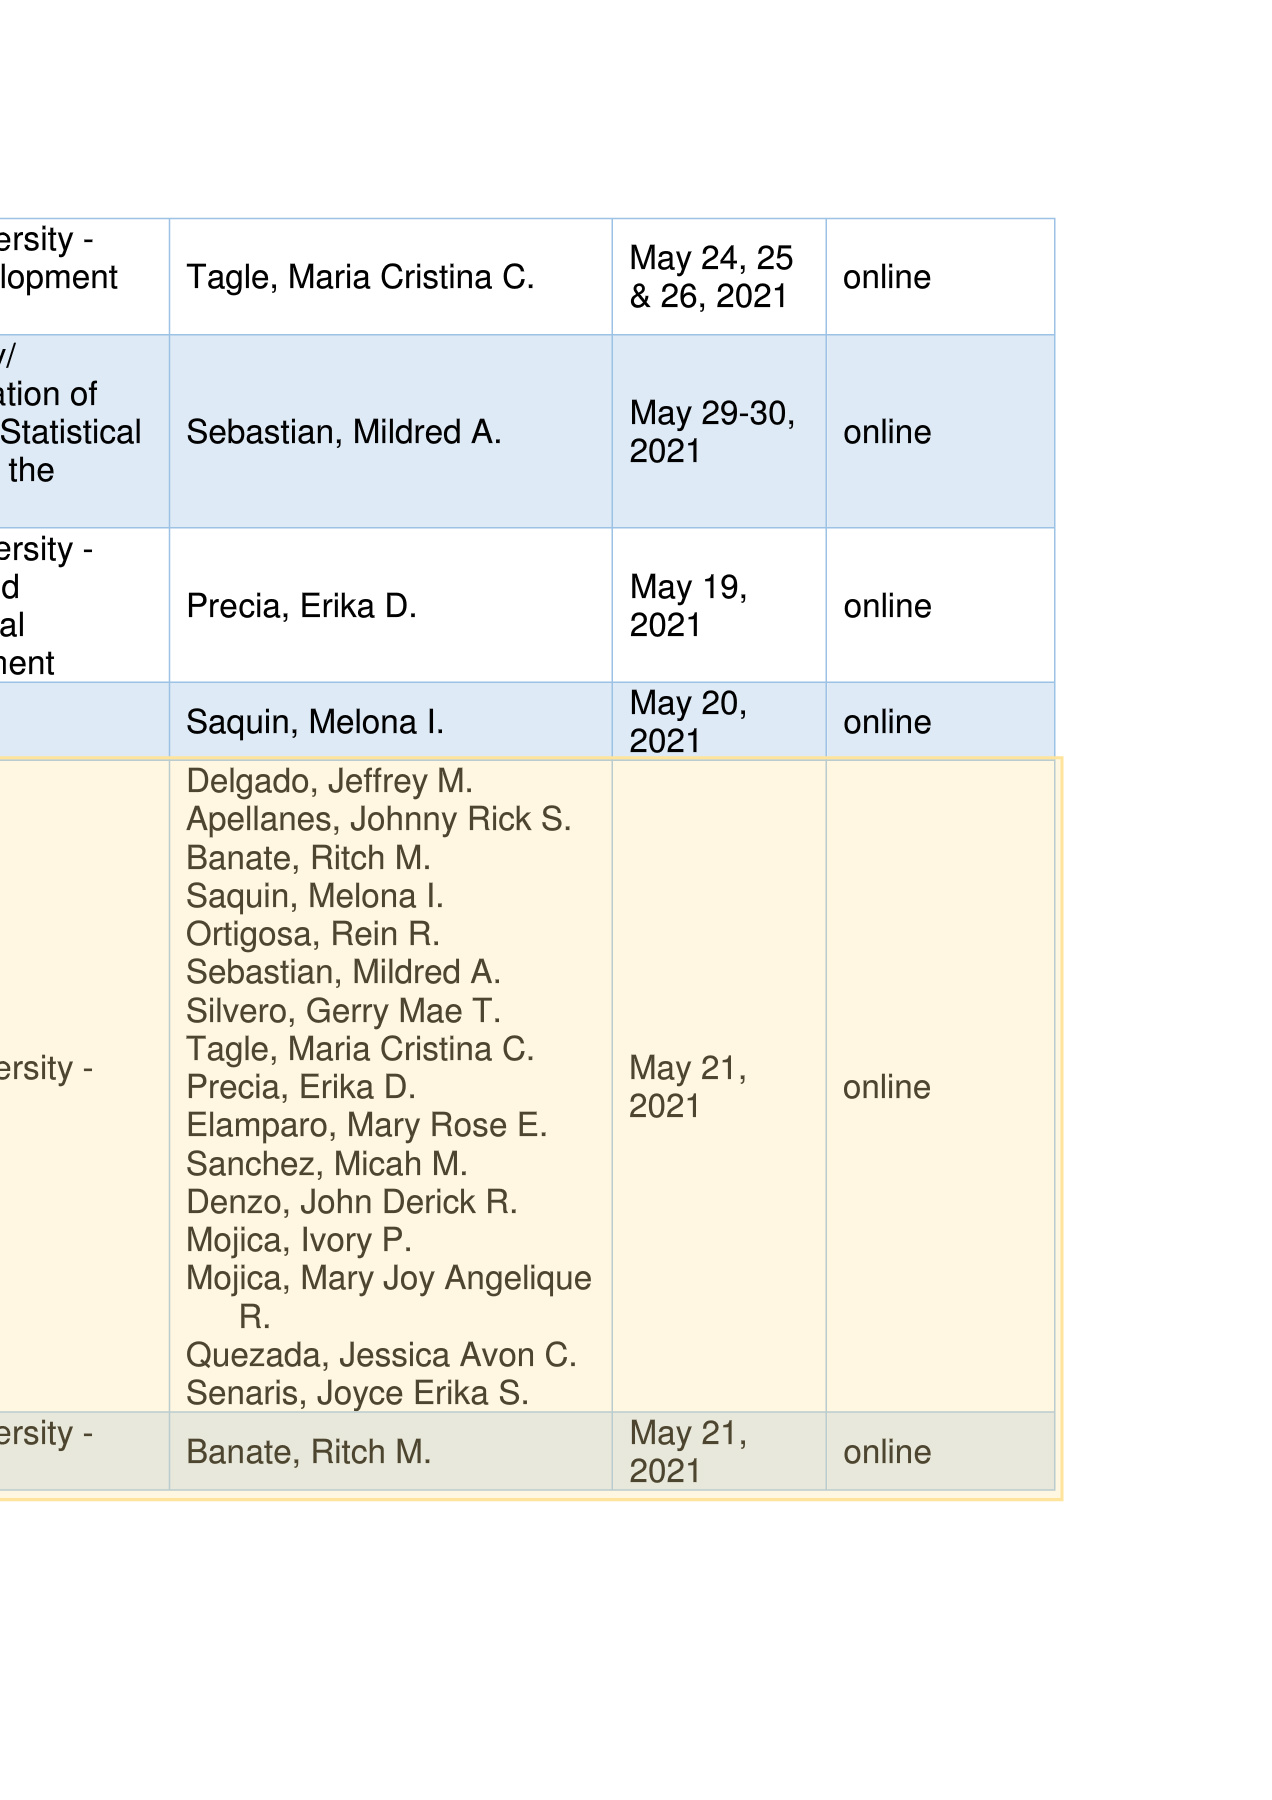 ersity -
lopment
Tagle, Maria Cristina C.
May 24, 25
& 26, 2021
online
y/
ation of
Statistical
the
Sebastian, Mildred A.
May 29-30,
2021
online
ersity -
d
al
ment
Precia, Erika D.
May 19,
2021
online
Saquin, Melona I.
May 20,
2021
online
ersity -
Delgado, Jeffrey M.
Apellanes, Johnny Rick S.
Banate, Ritch M.
Saquin, Melona I.
Ortigosa, Rein R.
Sebastian, Mildred A.
Silvero, Gerry Mae T.
Tagle, Maria Cristina C.
Precia, Erika D.
Elamparo, Mary Rose E.
Sanchez, Micah M.
Denzo, John Derick R.
Mojica, Ivory P.
Mojica, Mary Joy Angelique
R.
Quezada, Jessica Avon C.
Senaris, Joyce Erika S.
May 21,
2021
online
ersity -
Banate, Ritch M.
May 21,
2021
online